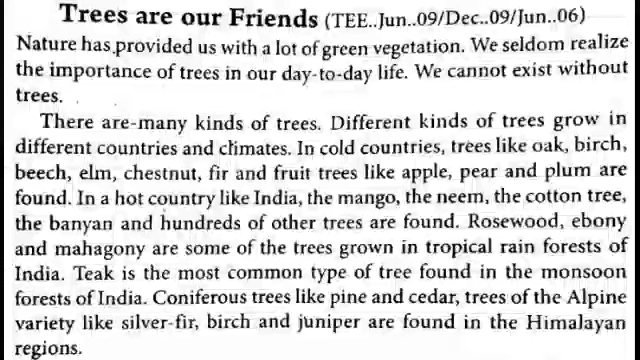 Trees are our Friends (TEE..Jun..09/Dec..09/Jun..06)
Nature has provided us with a lot of green vegetation. We seldom realize
the importance of trees in our day-to-day life. We cannot exist without
trees.
There are-many kinds of trees. Different kinds of trees grow in
different countries and climates. In cold countries, trees like oak, birch,
beech, elm, chestnut, fir and fruit trees like apple, pear and plum are
found. In a hot country like India, the mango, the neem, the cotton tree,
the banyan and hundreds of other trees are found. Rosewood, ebony
and mahagony are some of the trees grown in tropical rain forests of
India. Teak is the most common type of tree found in the monsoon
forests of India. Coniferous trees like pine and cedar, trees of the Alpine
variety like silver-fir, birch and juniper are found in the Himalayan
regions.